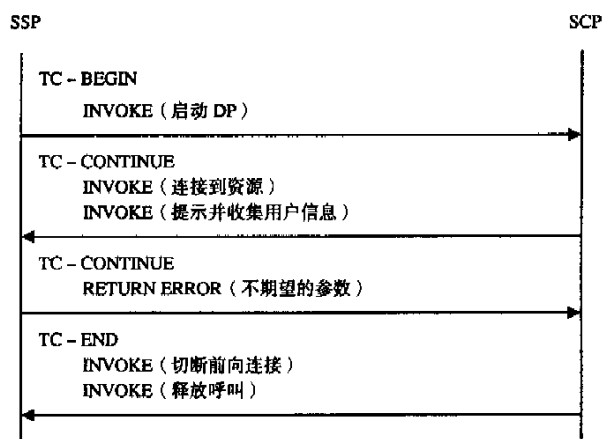 SSP
SCP
TC – BEGIN
INVOKE（启动 DP）
TC – CONTINUE
INVOKE（连接到资源）
INVOKE（提示并收集用户信息）
TC – CONTINUE
RETURN ERROR（不期望的参数）
TC – END
INVOKE（切断前向连接）
INVOKE（释放呼叫）